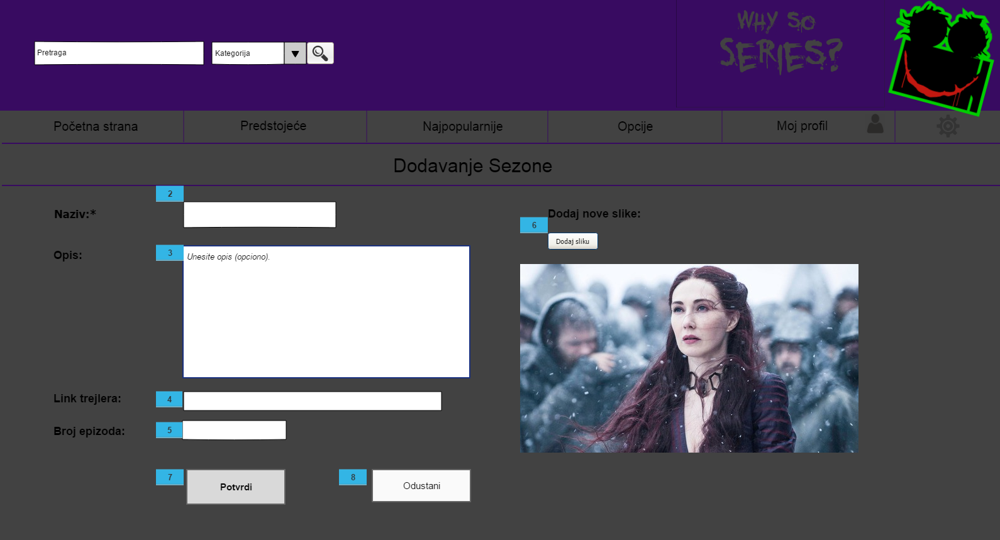 WHY SO
SERIES?
Pretraga
Kategorija
Početna strana
Predstojeće
Najpopularnije
Opcije
Moj profil
Dodavanje Sezone
2
Naziv:*
Dodaj nove slike:
6
Dodaj sliku
Opis:
3
Unesite opis (opciono).
Link trejlera:
4
Broj epizoda:
5
7
Potvrdi
8
Odustani